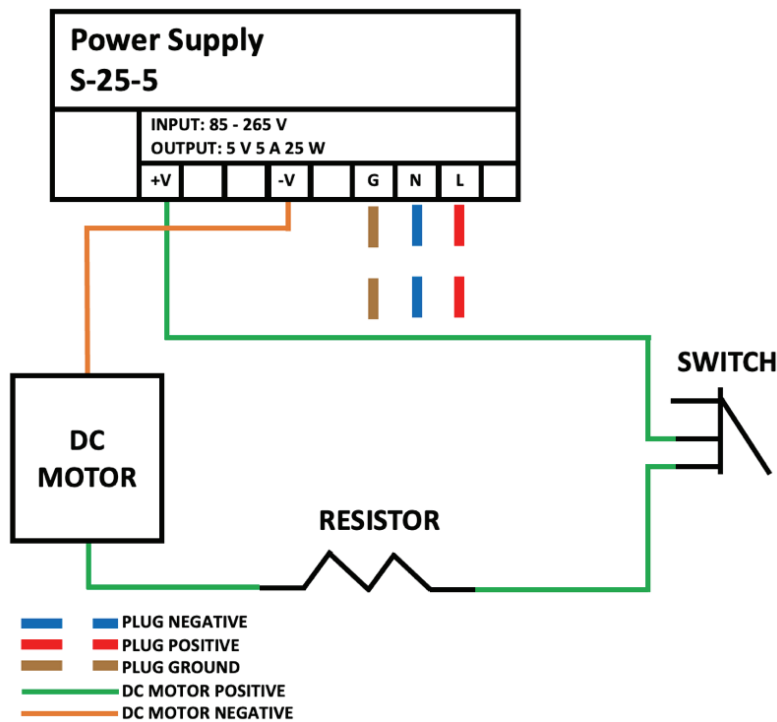 Power Supply
S-25-5
INPUT: 85 - 265 V
OUTPUT: 5 V 5 A 25 W
+V -V G N L
SWITCH
DC
MOTOR
RESISTOR
PLUG NEGATIVE
PLUG POSITIVE
PLUG GROUND
DC MOTOR POSITIVE
DC MOTOR NEGATIVE